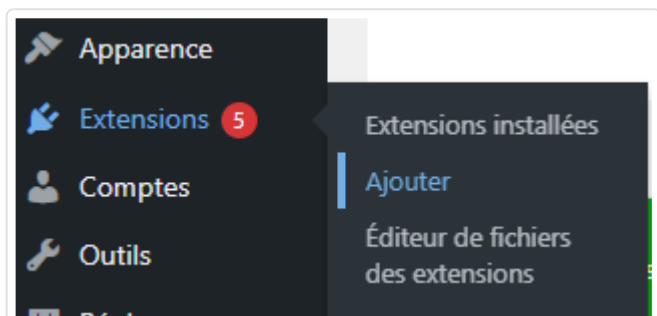 Apparence
Extensions 5
Extensions installées
Comptes
Ajouter
Outils
Éditeur de fichiers
des extensions